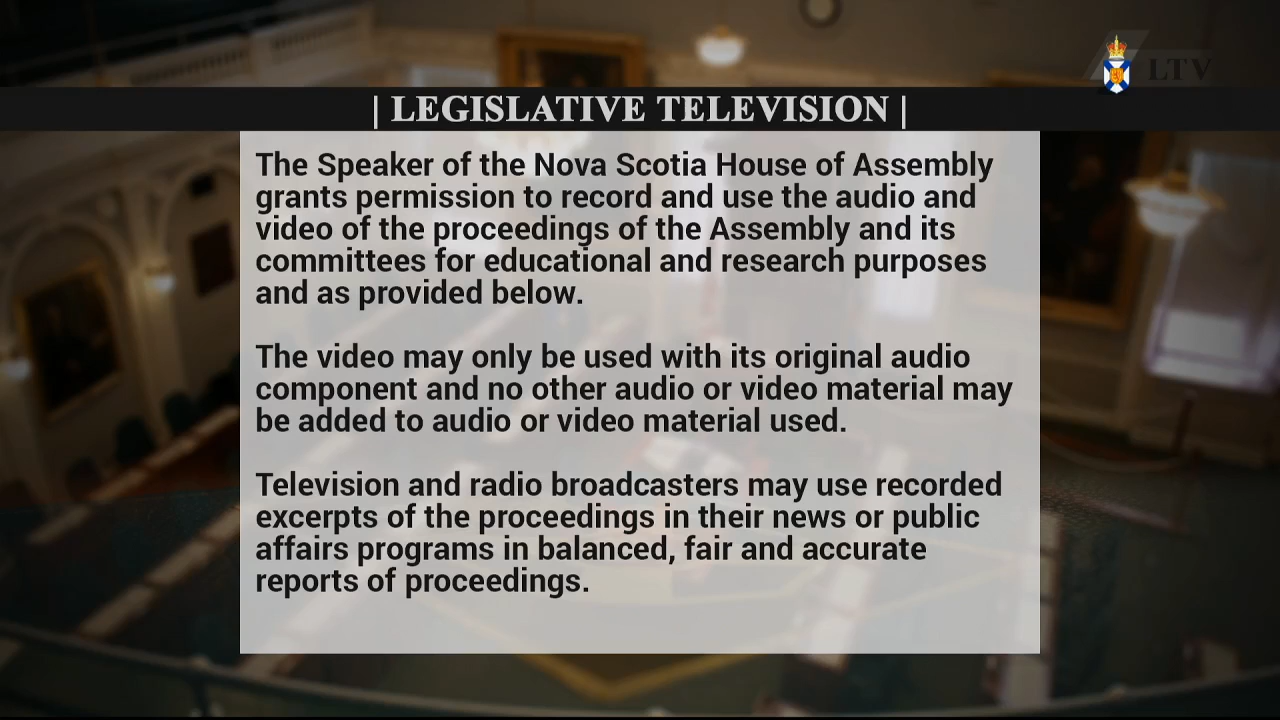 LTV
| LEGISLATIVE TELEVISION |
The Speaker of the Nova Scotia House of Assembly
grants permission to record and use the audio and
video of the proceedings of the Assembly and its
committees for educational and research purposes
and as provided below.
The video may only be used with its original audio
component and no other audio or video material may
be added to audio or video material used.
Television and radio broadcasters may use recorded
excerpts of the proceedings in their news or public
affairs programs in balanced, fair and accurate
reports of proceedings.